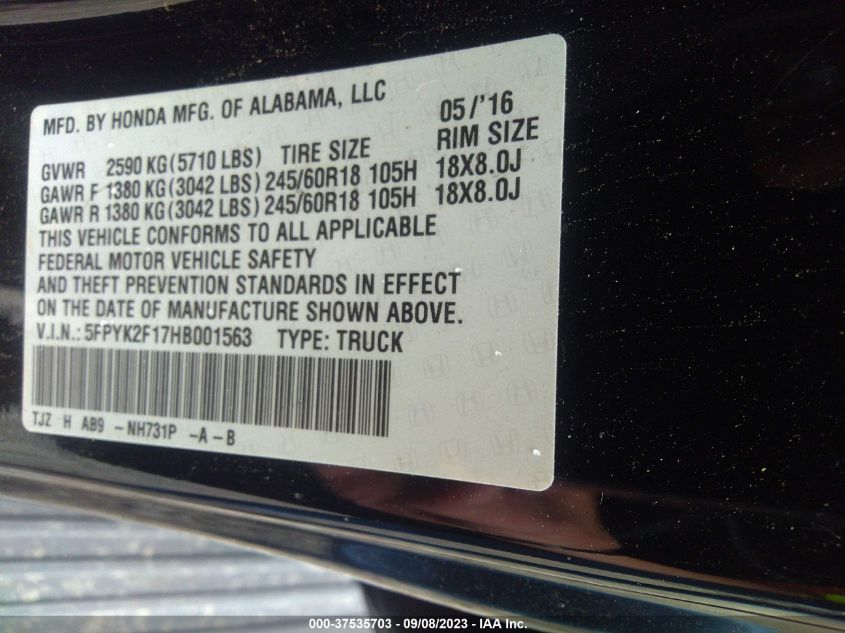 MFD. BY HONDA MFG. OF ALABAMA, LLC 05/'16
GVWR 2590 KG(5710 LBS) TIRE SIZE RIM SIZE
GAWR F 1380 KG(3042 LBS) 245/60R18 105H 18X8.0J
GAWR R 1380 KG(3042 LBS) 245/60R18 105H 18X8.0J
THIS VEHICLE CONFORMS TO ALL APPLICABLE
FEDERAL MOTOR VEHICLE SAFETY
AND THEFT PREVENTION STANDARDS IN EFFECT
ON THE DATE OF MANUFACTURE SHOWN ABOVE.
V.I.N.: 5FPYK2F17HB001563 TYPE: TRUCK
TJZ H AB9 -NH731P -A-B
000-37535703 - 09/08/2023 - IAA Inc.